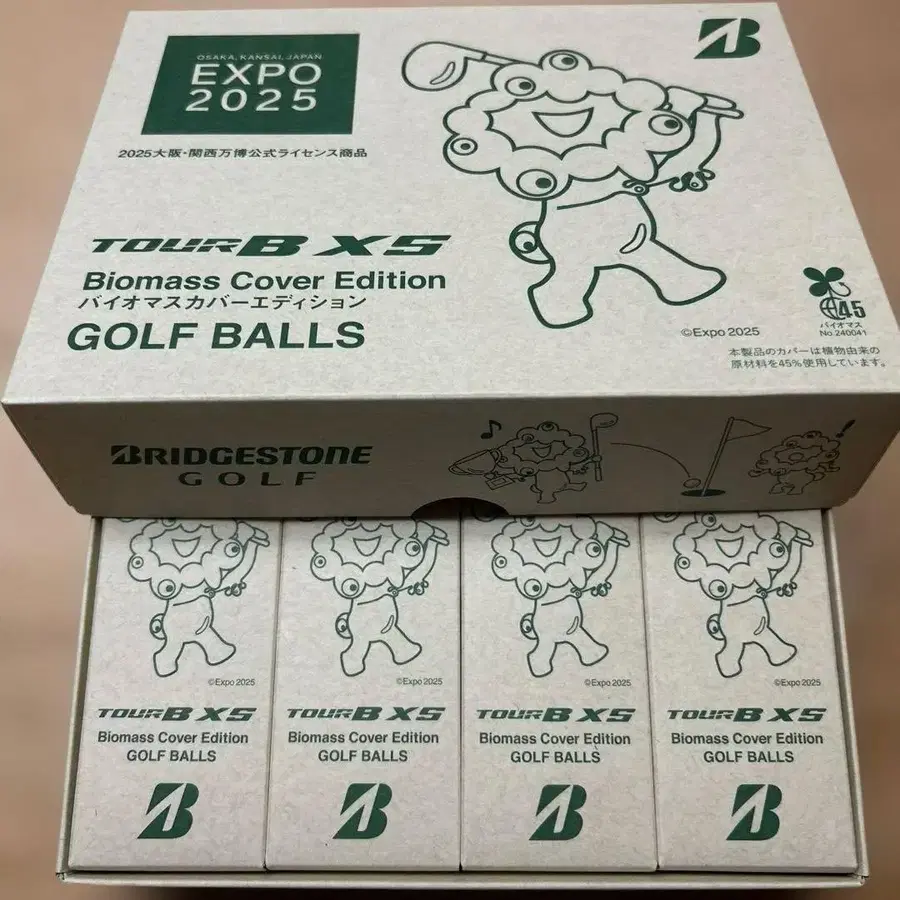 OSAKA, KANSAI, JAPAN
EXPO
2025
2025大阪・関西万博公式ライセンス商品
TOUR B XS
Biomass Cover Edition
バイオマスカバーエディション
GOLF BALLS
©Expo 2025
45
バイオマス
No.240041
本製品のカバーは植物由来の
原材料を45%使用しています。
BRIDGESTONE
GOLF
!
©Expo 2025
TOUR B XS
Biomass Cover Edition
GOLF BALLS
B
©Expo 2025
TOUR B XS
Biomass Cover Edition
GOLF BALLS
B
©Expo 2025
TOUR B XS
Biomass Cover Edition
GOLF BALLS
B
©Expo 2025
TOUR B XS
Biomass Cover Edition
GOLF BALLS
B